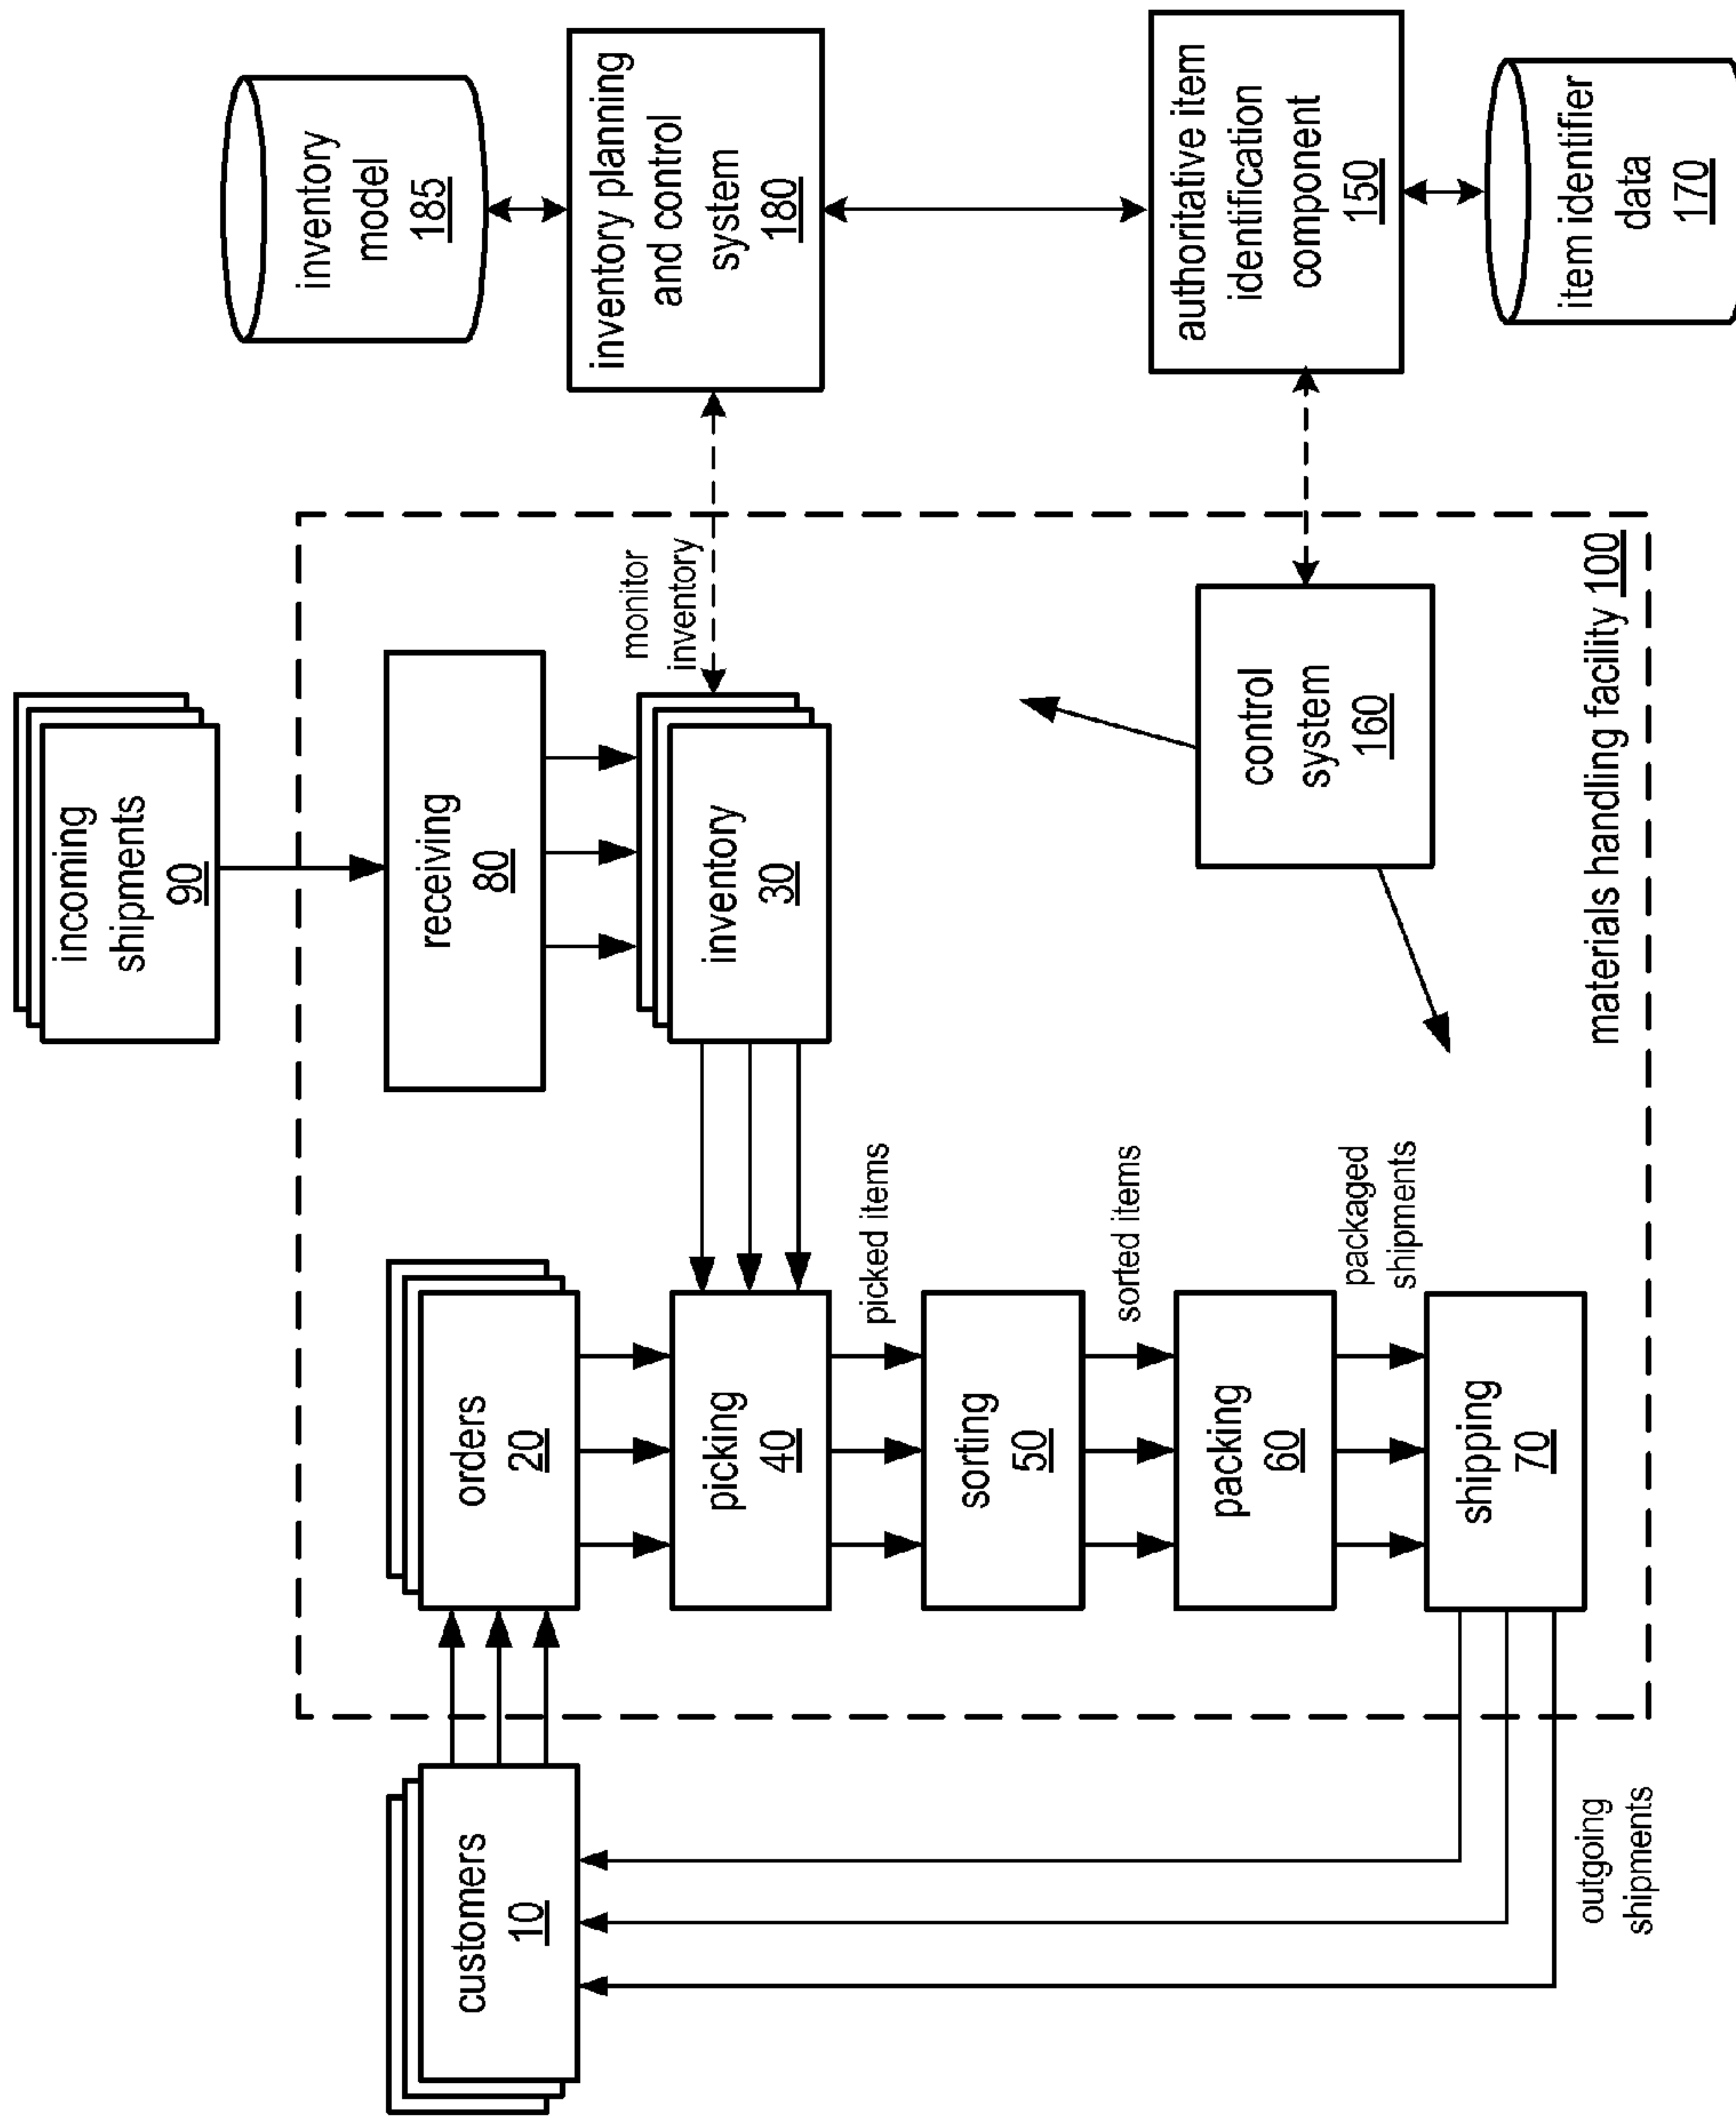 incoming
shipments
90
receiving
80
customers
10
orders
20
inventory
30
monitor
inventory
inventory
model
185
inventory planning
and control
system
180
picking
40
picked items
sorting
50
sorted items
packing
60
packaged
shipments
shipping
70
outgoing
shipments
control
system
160
authoritative item
identification
component
150
item identifier
data
170
materials handling facility 100